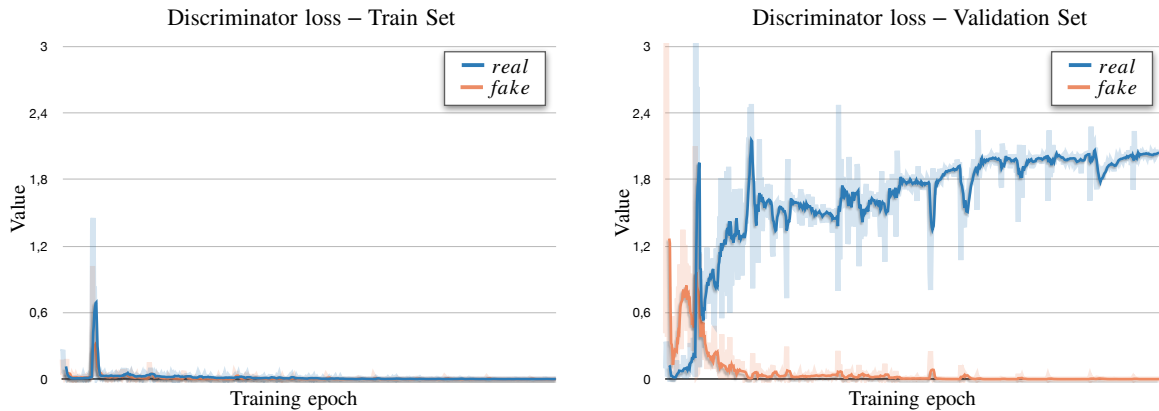 Discriminator loss – Train Set
3
2,4
1,8
1,2
0,6
0
Value
Training epoch
real
fake
Discriminator loss – Validation Set
3
2,4
1,8
1,2
0,6
0
Value
Training epoch
real
fake